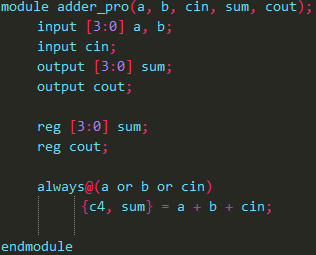 module adder_pro(a, b, cin, sum, cout);
input [3:0] a, b;
input cin;
output [3:0] sum;
output cout;
reg [3:0] sum;
reg cout;
always@(a or b or cin)
{c4, sum} = a + b + cin;
endmodule